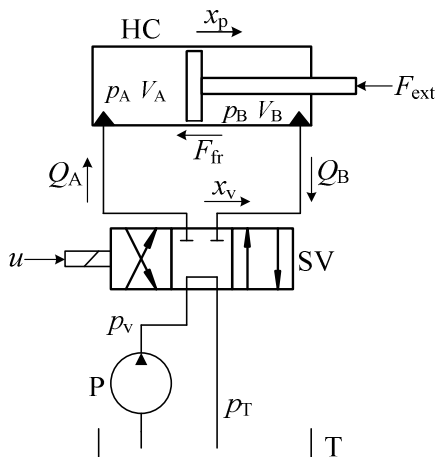 HC
x_p
p_A V_A
p_B V_B
F_ext
F_fr
Q_A
x_v
Q_B
u
SV
p_v
P
p_T
T